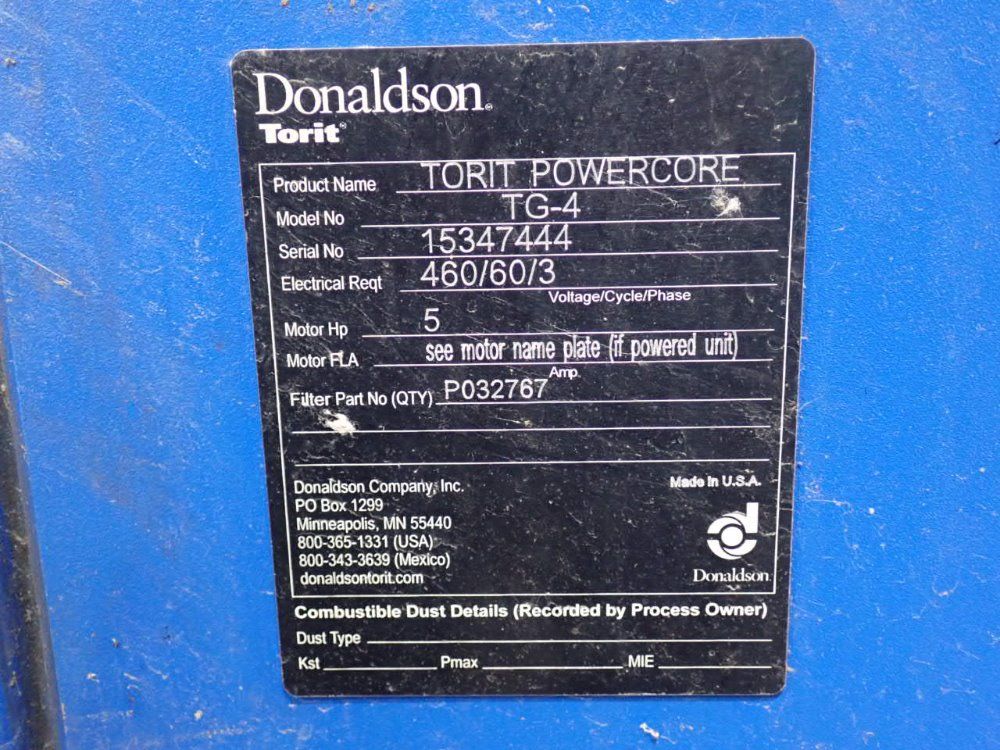 Donaldson®
Torit®
Product Name TORIT POWERCORE
Model No TG-4
Serial No 15347444
Electrical Reqt 460/60/3
Voltage/Cycle/Phase
Motor Hp 5
Motor FLA see motor name plate (if powered unit)
Amp
Filter Part No (QTY) P032767
Donaldson Company, Inc.
PO Box 1299
Minneapolis, MN 55440
800-365-1331 (USA)
800-343-3639 (Mexico)
donaldsontorit.com
Made in U.S.A.
Donaldson
Combustible Dust Details (Recorded by Process Owner)
Dust Type
Kst Pmax MIE